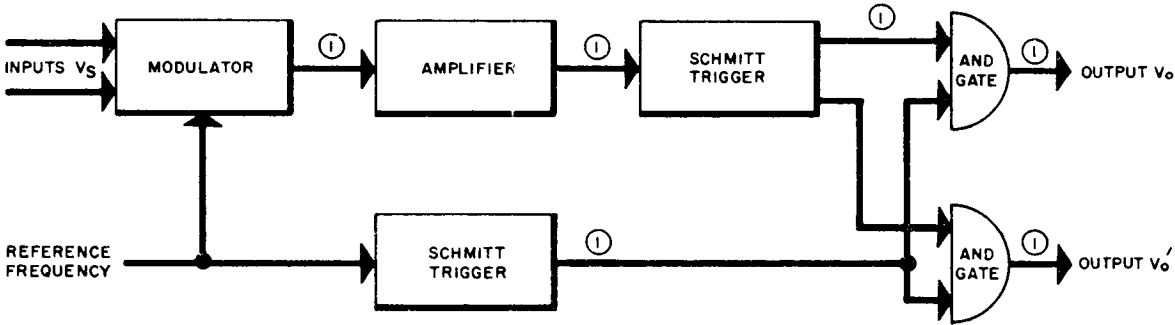 INPUTS VS
MODULATOR
1
AMPLIFIER
1
SCHMITT
TRIGGER
1
AND
GATE
1
OUTPUT Vo
REFERENCE
FREQUENCY
SCHMITT
TRIGGER
1
AND
GATE
1
OUTPUT Vo'